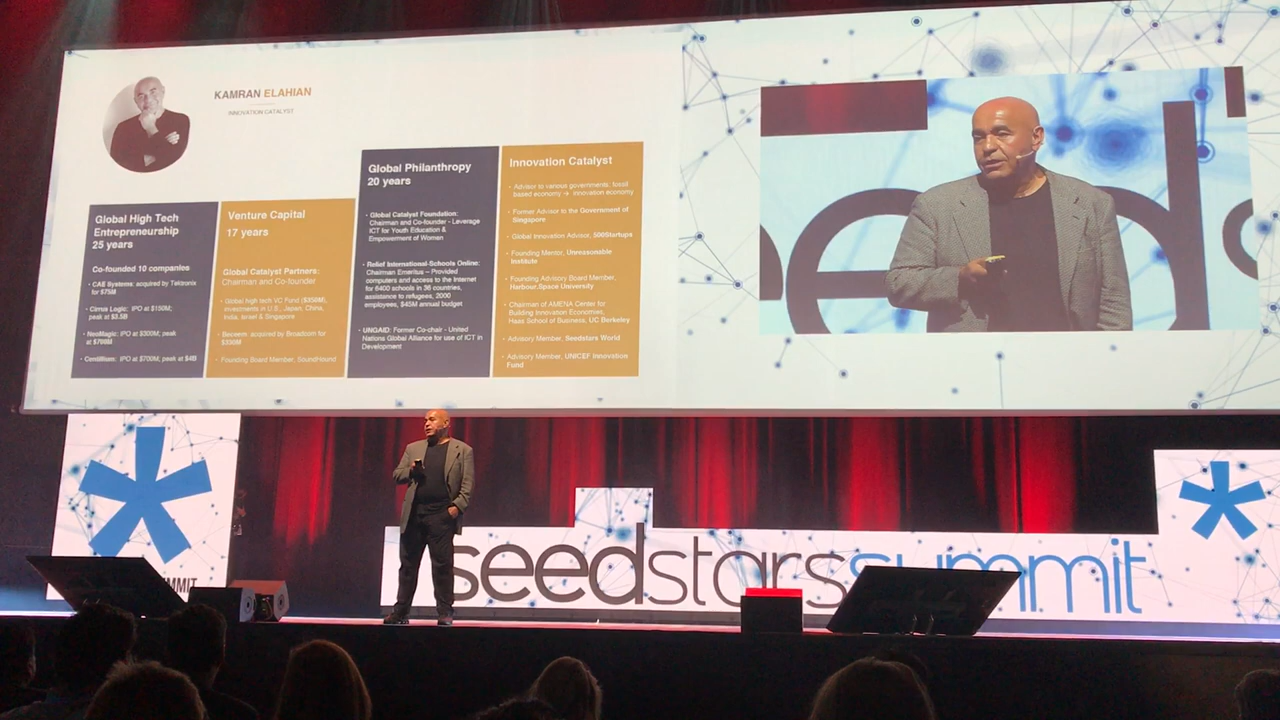 KAMRAN ELAHIAN
INNOVATION CATALYST
Global High Tech
Entrepreneurship
25 years
Co-founded 10 companies
• CAE Systems: acquired by Tektronix
for $75M
• Cirrus Logic: IPO at $150M;
peak at $3.5B
• NeoMagic: IPO at $300M; peak
at $700M
• Centillium: IPO at $700M; peak at $4B
Venture Capital
17 years
Global Catalyst Partners:
Chairman and Co-founder
• Global high tech VC Fund ($350M),
investments in U.S., Japan, China,
India, Israel & Singapore
• Beceem: acquired by Broadcom for
$350M
• Founding Board Member, SoundHound
Global Philanthropy
20 years
• Global Catalyst Foundation:
Chairman and Co-founder - Leverage
ICT for Youth Education &
Empowerment of Women
• Relief International-Schools Online:
Chairman Emeritus – Provided
computers and access to the Internet
for 6400 schools in 36 countries,
assistance to refugees, 2000
employees, $45M annual budget
• UNGAID: Former Co-chair - United
Nations Global Alliance for use of ICT in
Development
Innovation Catalyst
• Advisor to various governments: fossil
based economy → innovation economy
• Former Advisor to the Government of
Singapore
• Global Innovation Advisor, 500Startups
• Founding Mentor, Unreasonable
Institute
• Founding Advisory Board Member,
Harbour.Space University
• Chairman of AMENA Center for
Building Innovation Economies,
Haas School of Business, UC Berkeley
• Advisory Member, Seedstars World
• Advisory Member, UNICEF Innovation
Fund
eed
seedstars summit